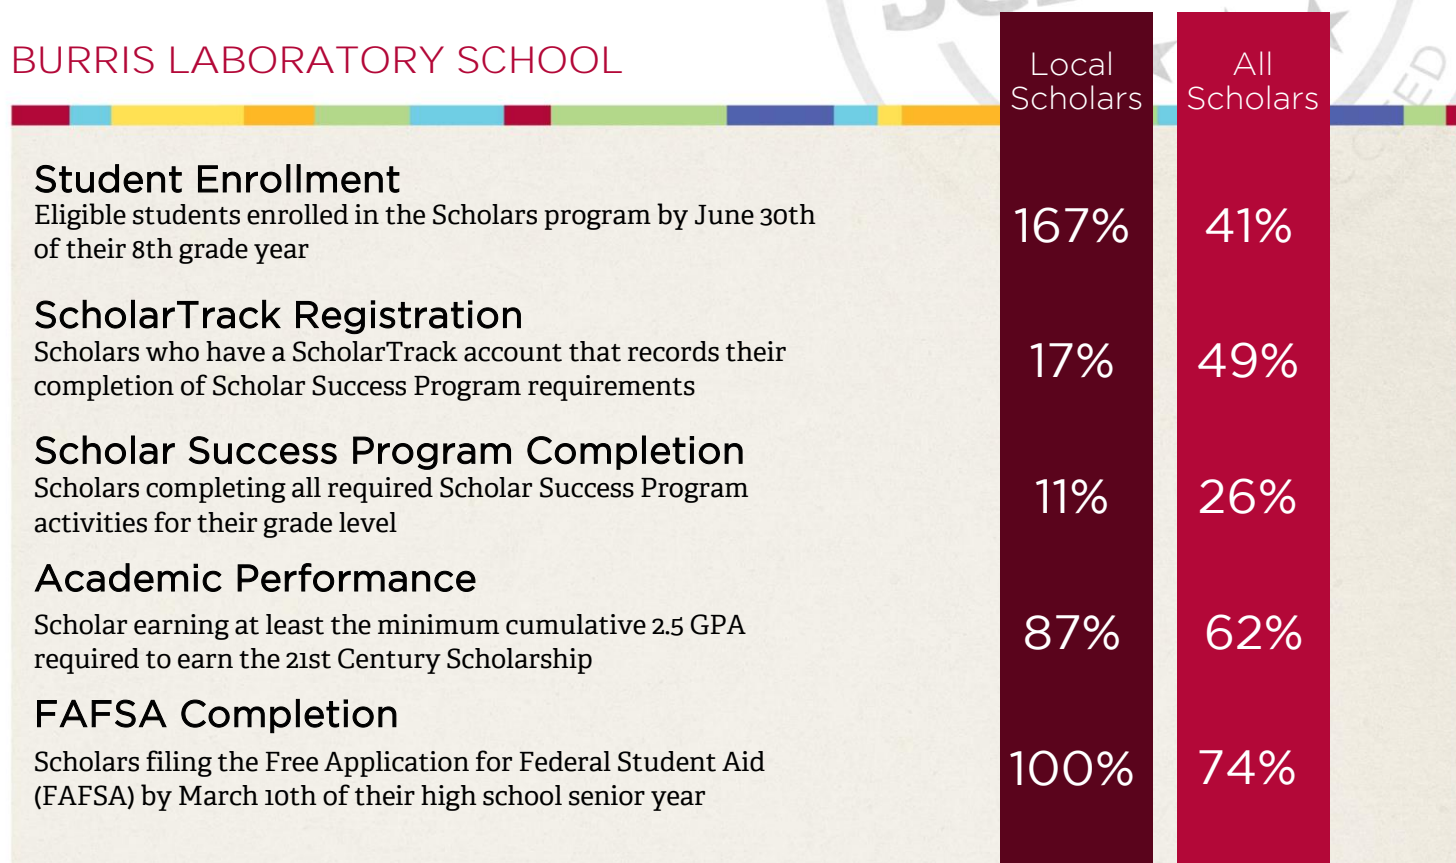 BURRIS LABORATORY SCHOOL
Local
Scholars
All
Scholars
Student Enrollment
Eligible students enrolled in the Scholars program by June 30th
of their 8th grade year
167%
41%
ScholarTrack Registration
Scholars who have a ScholarTrack account that records their
completion of Scholar Success Program requirements
17%
49%
Scholar Success Program Completion
Scholars completing all required Scholar Success Program
activities for their grade level
11%
26%
Academic Performance
Scholar earning at least the minimum cumulative 2.5 GPA
required to earn the 21st Century Scholarship
87%
62%
FAFSA Completion
Scholars filing the Free Application for Federal Student Aid
(FAFSA) by March 10th of their high school senior year
100%
74%